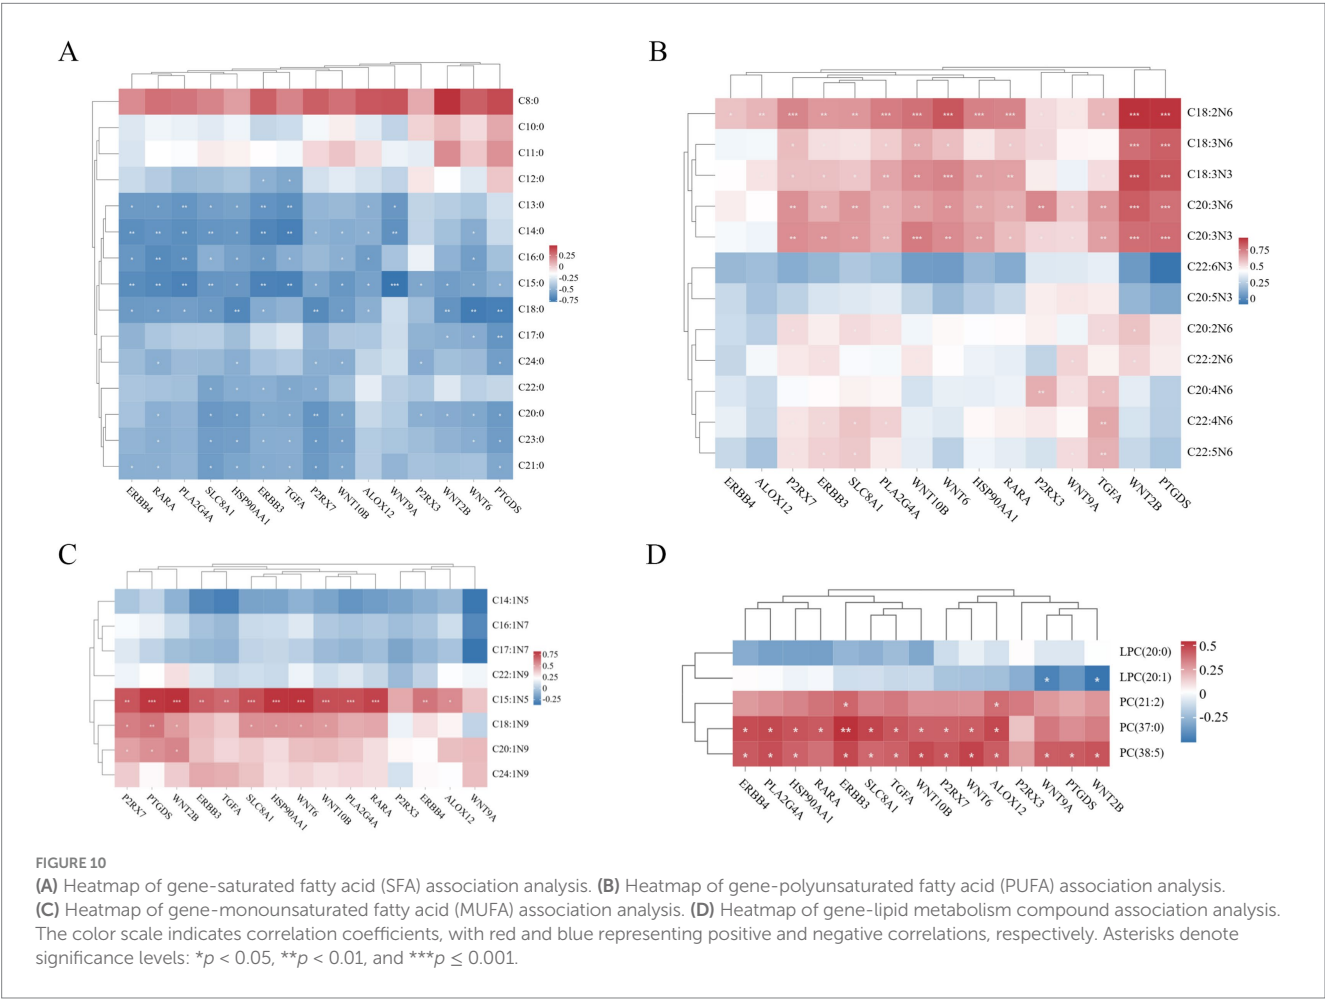 A
C8:0
C10:0
C11:0
C12:0
C13:0
C14:0
C16:0
C15:0
C18:0
C17:0
C24:0
C22:0
C20:0
C23:0
C21:0
0.25
0
-0.25
-0.5
-0.75
ERBB4
RARA
PLA2G4A
SLC8A1
HSP90AA1
ERBB3
TGFA
P2RX7
WNT10B
ALOX12
WNT9A
P2RX3
WNT2B
WNT6
PTGDS
B
C18:2N6
C18:3N6
C18:3N3
C20:3N6
C20:3N3
C22:6N3
C20:5N3
C20:2N6
C22:2N6
C20:4N6
C22:4N6
C22:5N6
0.75
0.5
0.25
0
0.25
ERBB4
ALOX12
P2RX7
ERBB3
SLC8A1
PLA2G4A
WNT10B
WNT6
HSP90AA1
RARA
P2RX3
WNT9A
TGFA
WNT2B
PTGDS
C
C14:1N5
C16:1N7
C17:1N7
C22:1N9
C15:1N5
C18:1N9
C20:1N9
C24:1N9
0.75
0.5
0.25
0
-0.25
P2RX7
PTGDS
WNT2B
ERBB3
TGFA
SLC8A1
HSP90AA1
WNT6
WNT10B
PLA2G4A
RARA
P2RX3
ERBB4
ALOX12
WNT9A
D
LPC(20:0)
LPC(20:1)
PC(21:2)
PC(37:0)
PC(38:5)
0.5
0.25
0
-0.25
ERBB4
PLA2G4A
HSP90AA1
RARA
ERBB3
SLC8A1
TGFA
WNT10B
P2RX7
WNT6
ALOX12
P2RX3
WNT9A
PTGDS
WNT2B
FIGURE 10
(A) Heatmap of gene-saturated fatty acid (SFA) association analysis. (B) Heatmap of gene-polyunsaturated fatty acid (PUFA) association analysis.
(C) Heatmap of gene-monounsaturated fatty acid (MUFA) association analysis. (D) Heatmap of gene-lipid metabolism compound association analysis.
The color scale indicates correlation coefficients, with red and blue representing positive and negative correlations, respectively. Asterisks denote
significance levels: *p < 0.05, **p < 0.01, and ***p ≤ 0.001.